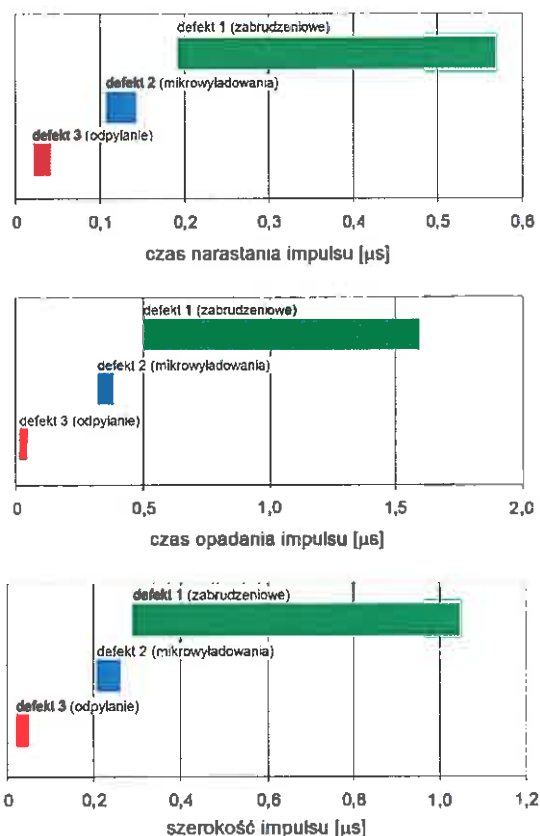 defekt 1 (zabrudzeniowe)
defekt 2 (mikrowyładowania)
defekt 3 (odpylanie)
0 0,1 0,2 0,3 0,4 0,5 0,6
czas narastania impulsu [µs]
defekt 1 (zabrudzeniowe)
defekt 2 (mikrowyładowania)
defekt 3 (odpylanie)
0 0,5 1,0 1,5 2,0
czas opadania impulsu [µs]
defekt 1 (zabrudzeniowe)
defekt 2 (mikrowyładowania)
defekt 3 (odpylanie)
0 0,2 0,4 0,6 0,8 1,0 1,2
szerokość impulsu [µs]